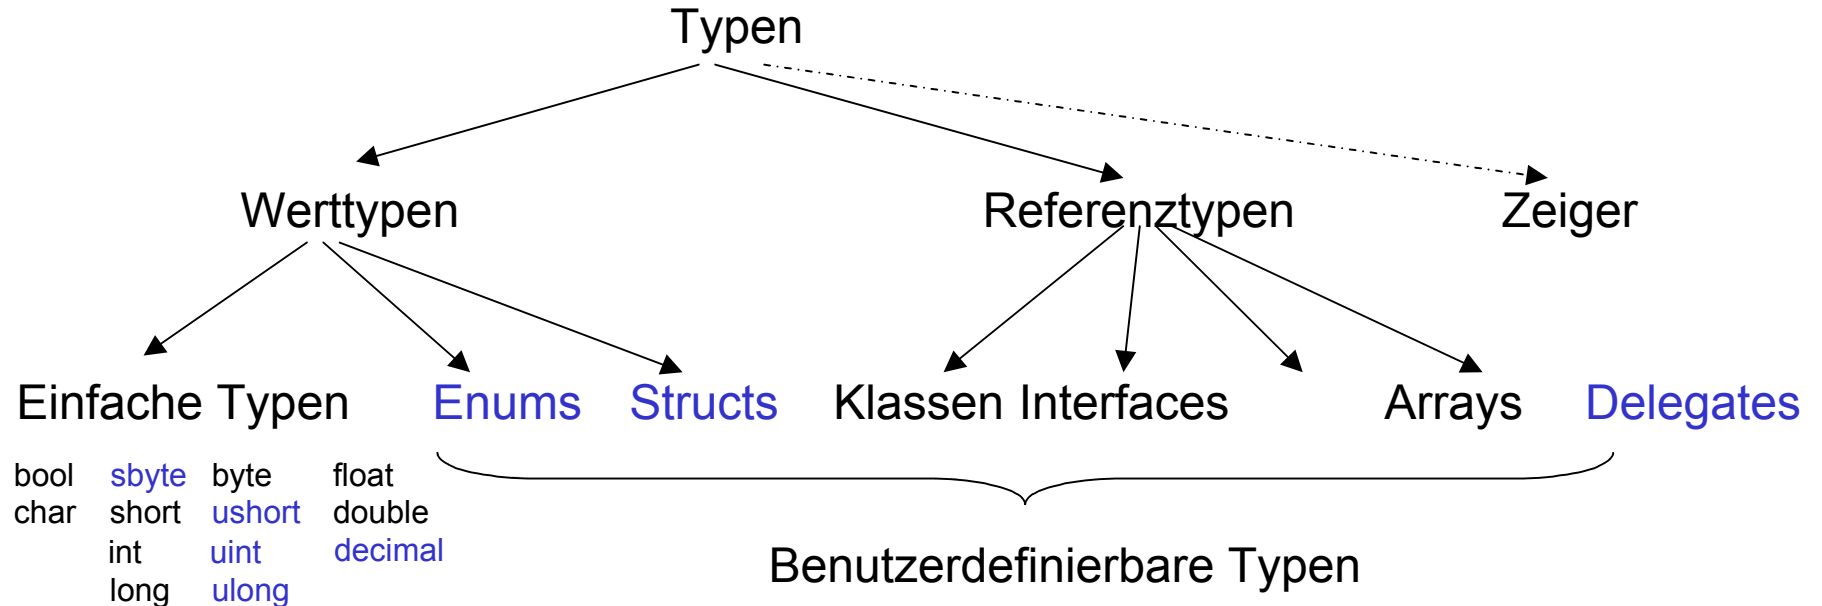 Typen
Werttypen Referenztypen Zeiger
Einfache Typen Enums Structs Klassen Interfaces Arrays Delegates
bool sbyte byte float
char short ushort double
int uint decimal
long ulong
Benutzerdefinierbare Typen